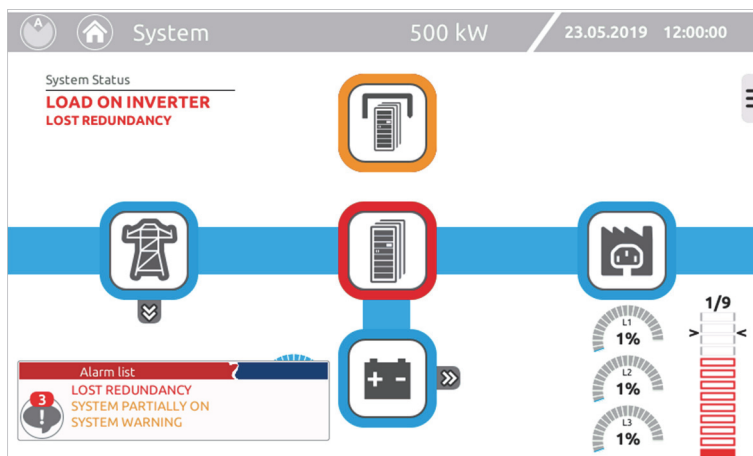 A
System
500 kW
23.05.2019 12:00:00
System Status
LOAD ON INVERTER
LOST REDUNDANCY
1/9
> <
L1
1%
L2
1%
L3
1%
+ -
Alarm list
LOST REDUNDANCY
SYSTEM PARTIALLY ON
SYSTEM WARNING
3
!